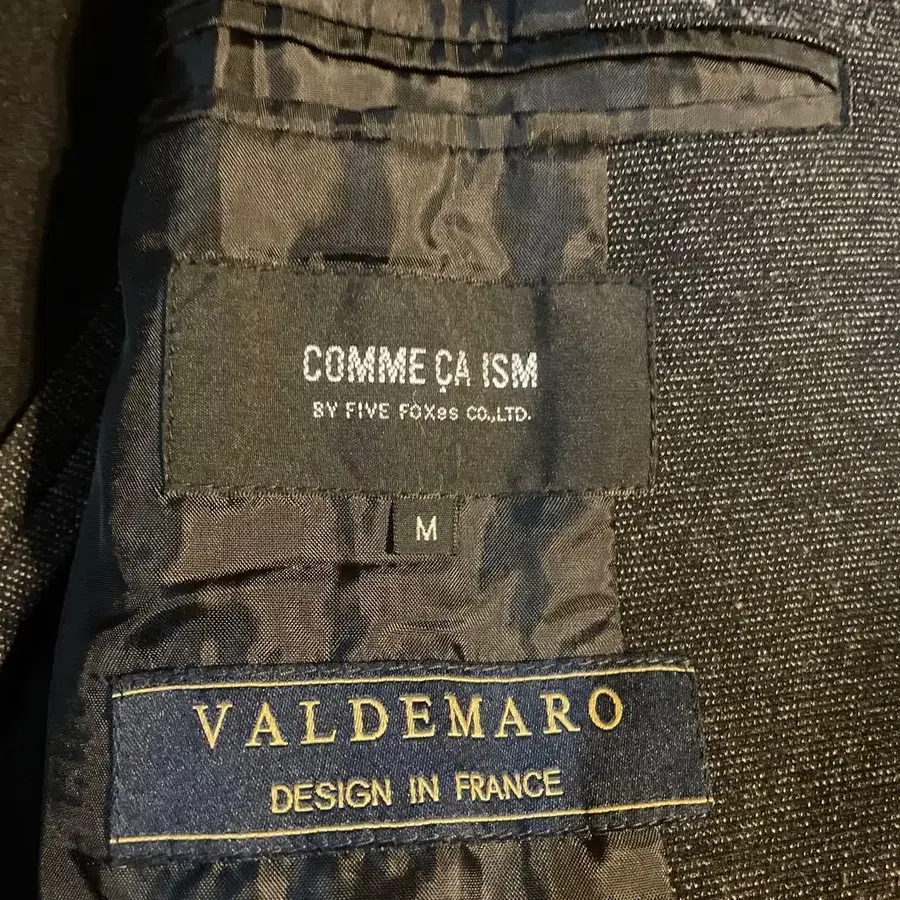 COMME ÇA ISM
BY FIVE FOXes CO.,LTD.
M
VALDEMARO
DESIGN IN FRANCE